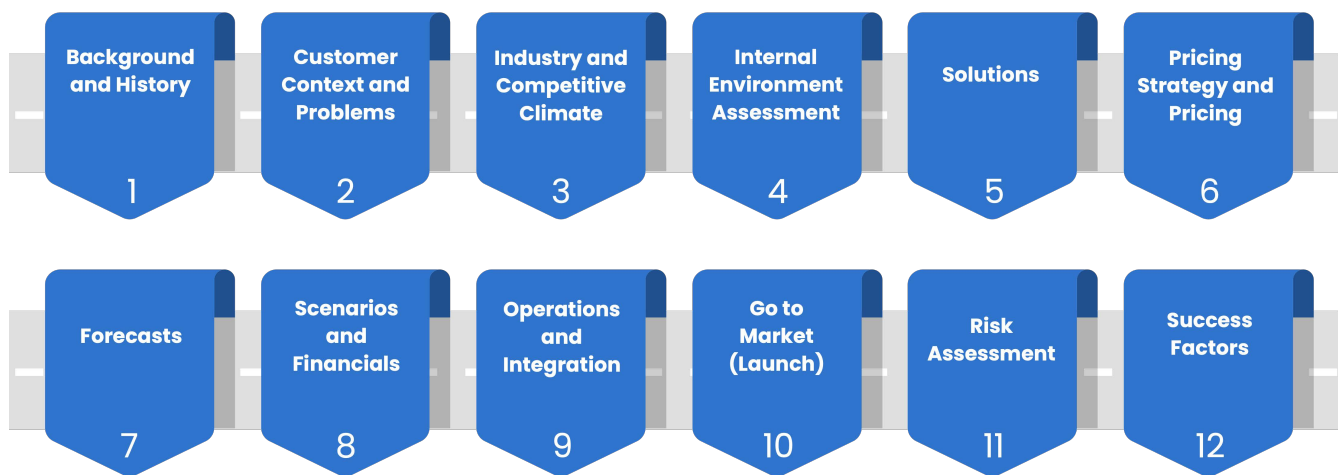 Background
and History
1
Customer
Context and
Problems
2
Industry and
Competitive
Climate
3
Internal
Environment
Assessment
4
Solutions
5
Pricing
Strategy and
Pricing
6
Forecasts
7
Scenarios
and
Financials
8
Operations
and
Integration
9
Go to
Market
(Launch)
10
Risk
Assessment
11
Success
Factors
12